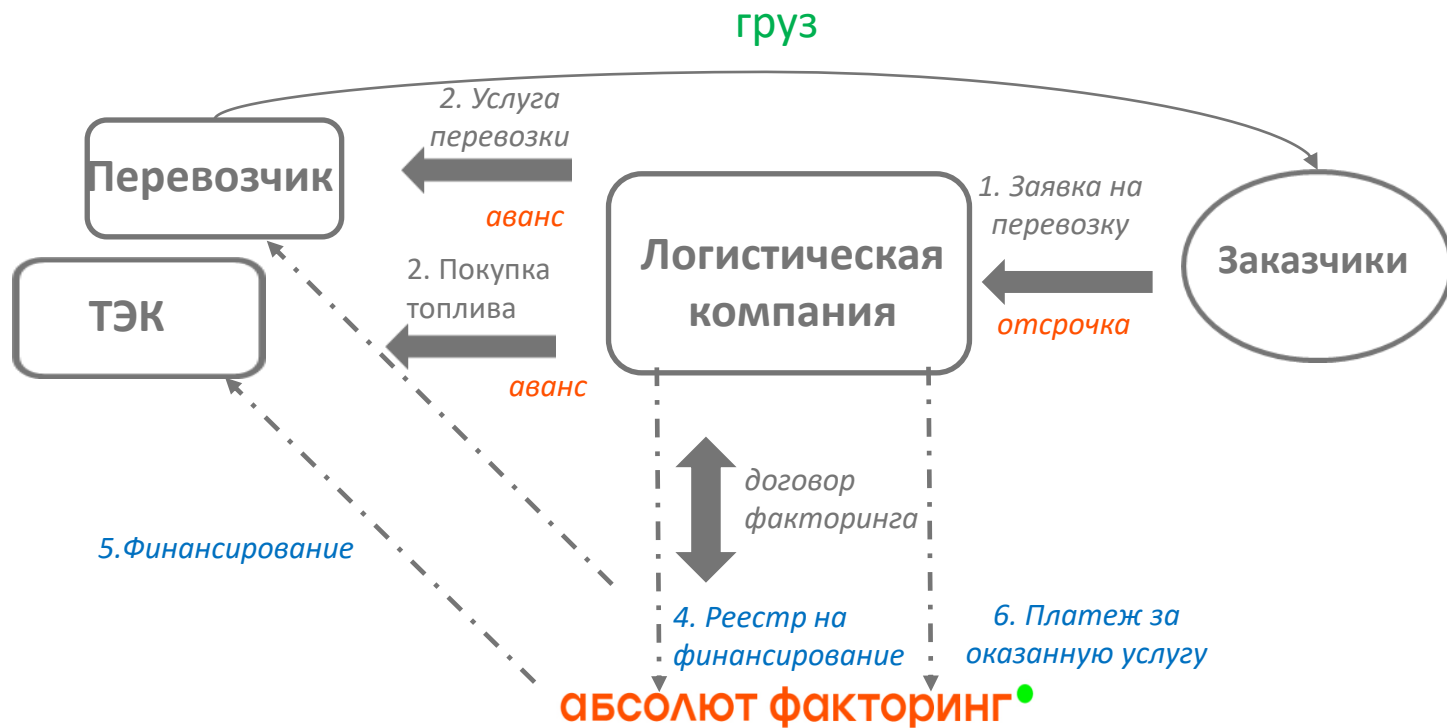 груз
2. Услуга
перевозки
Перевозчик
аванс
1. Заявка на
перевозку
Логистическая
компания
Заказчики
отсрочка
2. Покупка
топлива
ТЭК
аванс
договор
факторинга
5.Финансирование
4. Реестр на
финансирование
6. Платеж за
оказанную услугу
абсолют факторинг